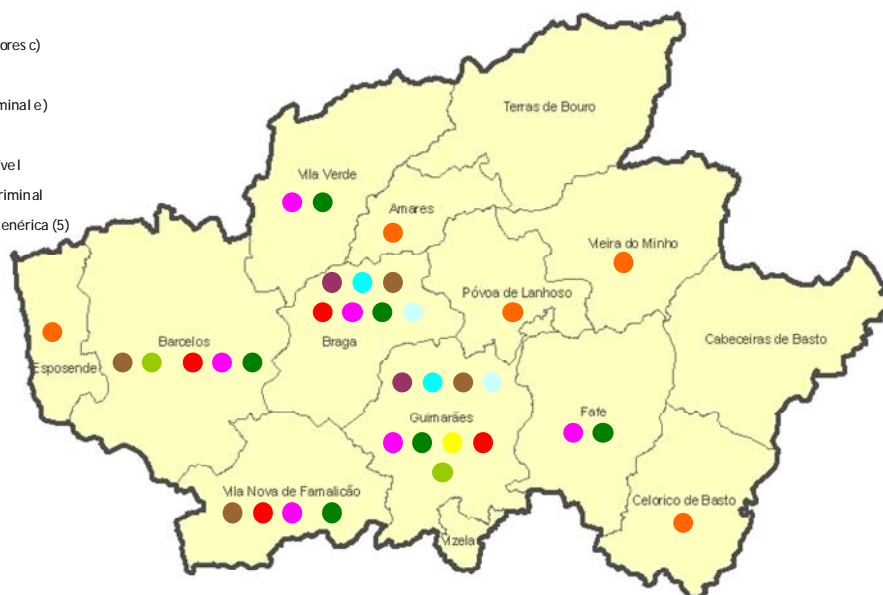 ores c)
minal e)
vel
riminal
enérica (5)
Terras de Bouro
Vila Verde
Amares
Vieira do Minho
Póvoa de Lanhoso
Cabeceiras de Basto
Barcelos
Braga
Esposende
Guimarães
Fafe
Vila Nova de Famalicão
Celorico de Basto
Vizela